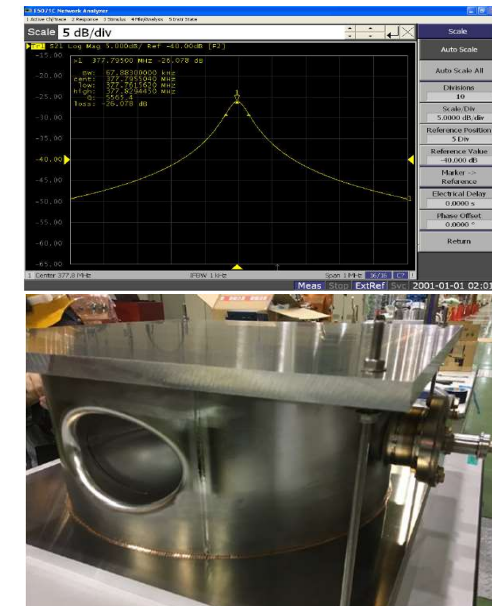 E5071C Network Analyzer
1 Active Ch/Trace 2 Response 3 Stimulus 4 Mkr/Analysis 5 Instr State
Scale 5 dB/div
Scale
Tr1 S21 Log Mag 5.000dB/ Ref -40.00dB [F2]
-15.00
>1 377.79500 MHz -26.078 dB
BW: 67.88300000 kHz
cent: 377.7955040 MHz
low: 377.7615620 MHz
high: 377.8294450 MHz
Q: 5565.4
loss: -26.078 dB
1
-20.00
-25.00
-30.00
-35.00
-40.00
-45.00
-50.00
1
-55.00
-60.00
-65.00
Auto Scale
Auto Scale All
Divisions
10
Scale/Div
5.0000 dB/div
Reference Position
5 Div
Reference Value
-40.000 dB
Marker ->
Reference
Electrical Delay
0.0000 s
Phase Offset
0.0000 °
Return
1 Center 377.8 MHz
IFBW 1 kHz
Span 1 MHz
C?
Meas Stop ExtRef Svc 2001-01-01 02:01